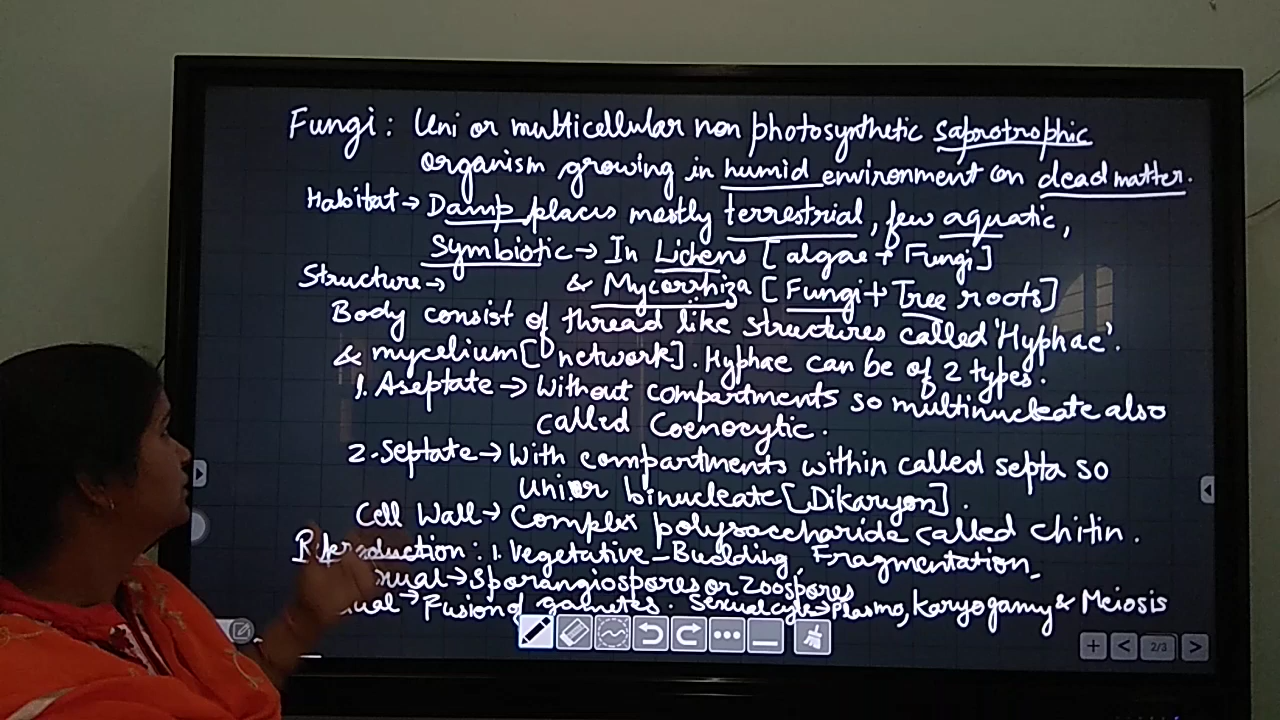 Fungi: Uni or multicellular non photosynthetic saprotrophic
organism growing in humid environment on dead matter.
Habitat → Damp places mostly terrestrial, few aquatic,
Symbiotic → In Lichens [algae + Fungi]
& Mycorrhiza [Fungi + Tree roots]
Structure →
Body consist of thread like structures called 'Hyphae'.
& mycelium [network]. Hyphae can be of 2 types.
1. Aseptate → Without compartments so multinucleate also
called Coenocytic.
2. Septate → With compartments within called septa so
Uni or binucleate [Dikaryon].
Cell Wall → Complex polysaccharide called chitin.
Reproduction: 1. Vegetative - Budding, Fragmentation
xual → Sporangiospores or Zoospores
ual → Fusion of gametes. Sexual cycle → Plasmo, Karyogamy & Meiosis
2/3